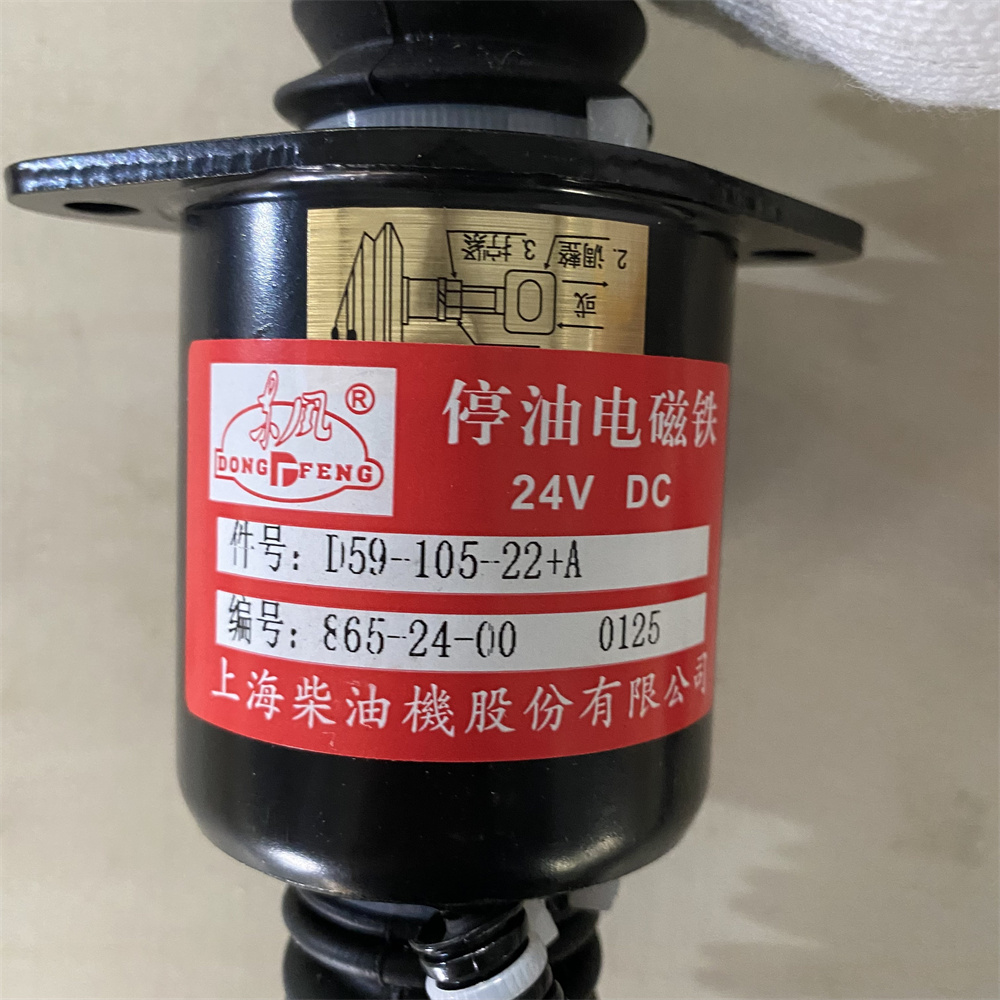 3. 拧紧
2. 调整
或
東风®
DONG FENG
停油电磁铁
24V DC
件号: D59-105-22+A
编号: 865-24-00 0125
上海柴油機股份有限公司